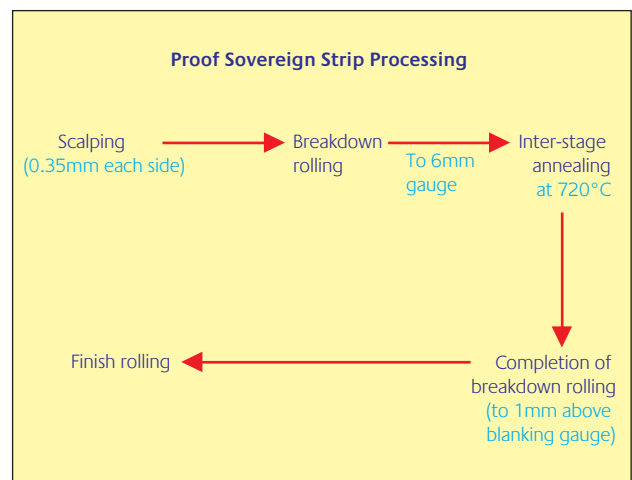 Proof Sovereign Strip Processing
Scalping
(0.35mm each side)
Breakdown
rolling
To 6mm
gauge
Inter-stage
annealing
at 720°C
Completion of
breakdown rolling
(to 1mm above
blanking gauge)
Finish rolling